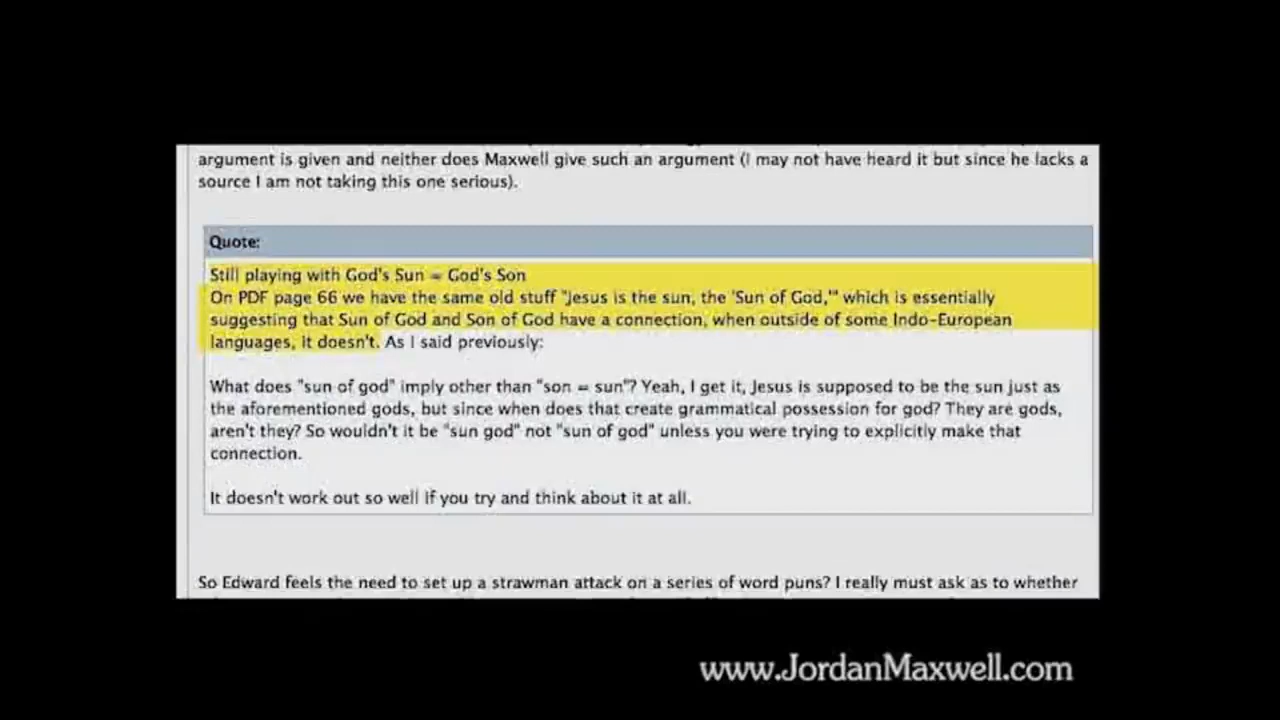 argument is given and neither does Maxwell give such an argument (I may not have heard it but since he lacks a
source I am not taking this one serious).
Quote:
Still playing with God's Sun = God's Son
On PDF page 66 we have the same old stuff "Jesus is the sun, the 'Sun of God,'" which is essentially
suggesting that Sun of God and Son of God have a connection, when outside of some Indo-European
languages, it doesn't. As I said previously:
What does "sun of god" imply other than "son = sun"? Yeah, I get it, Jesus is supposed to be the sun just as
the aforementioned gods, but since when does that create grammatical possession for god? They are gods,
aren't they? So wouldn't it be "sun god" not "sun of god" unless you were trying to explicitly make that
connection.
It doesn't work out so well if you try and think about it at all.
So Edward feels the need to set up a strawman attack on a series of word puns? I really must ask as to whether
www.JordanMaxwell.com